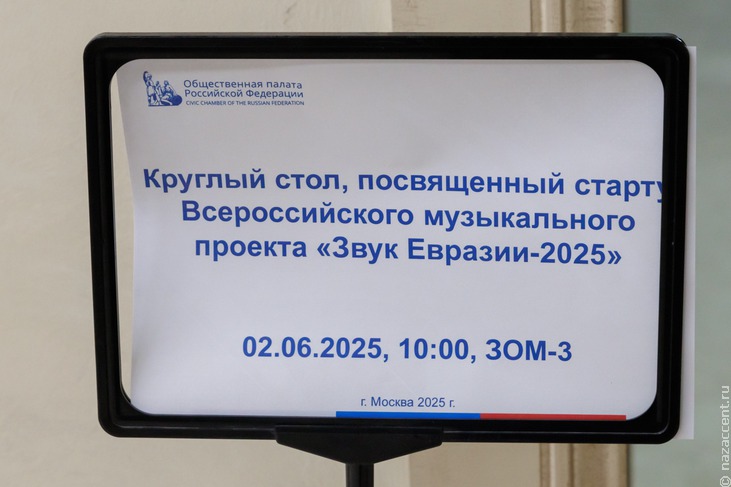 Общественная палата
Российской Федерации
CIVIC CHAMBER OF THE RUSSIAN FEDERATION
Круглый стол, посвященный старту
Всероссийского музыкального
проекта «Звук Евразии-2025»
02.06.2025, 10:00, ЗОМ-3
г. Москва 2025 г.
© nazaccent.ru